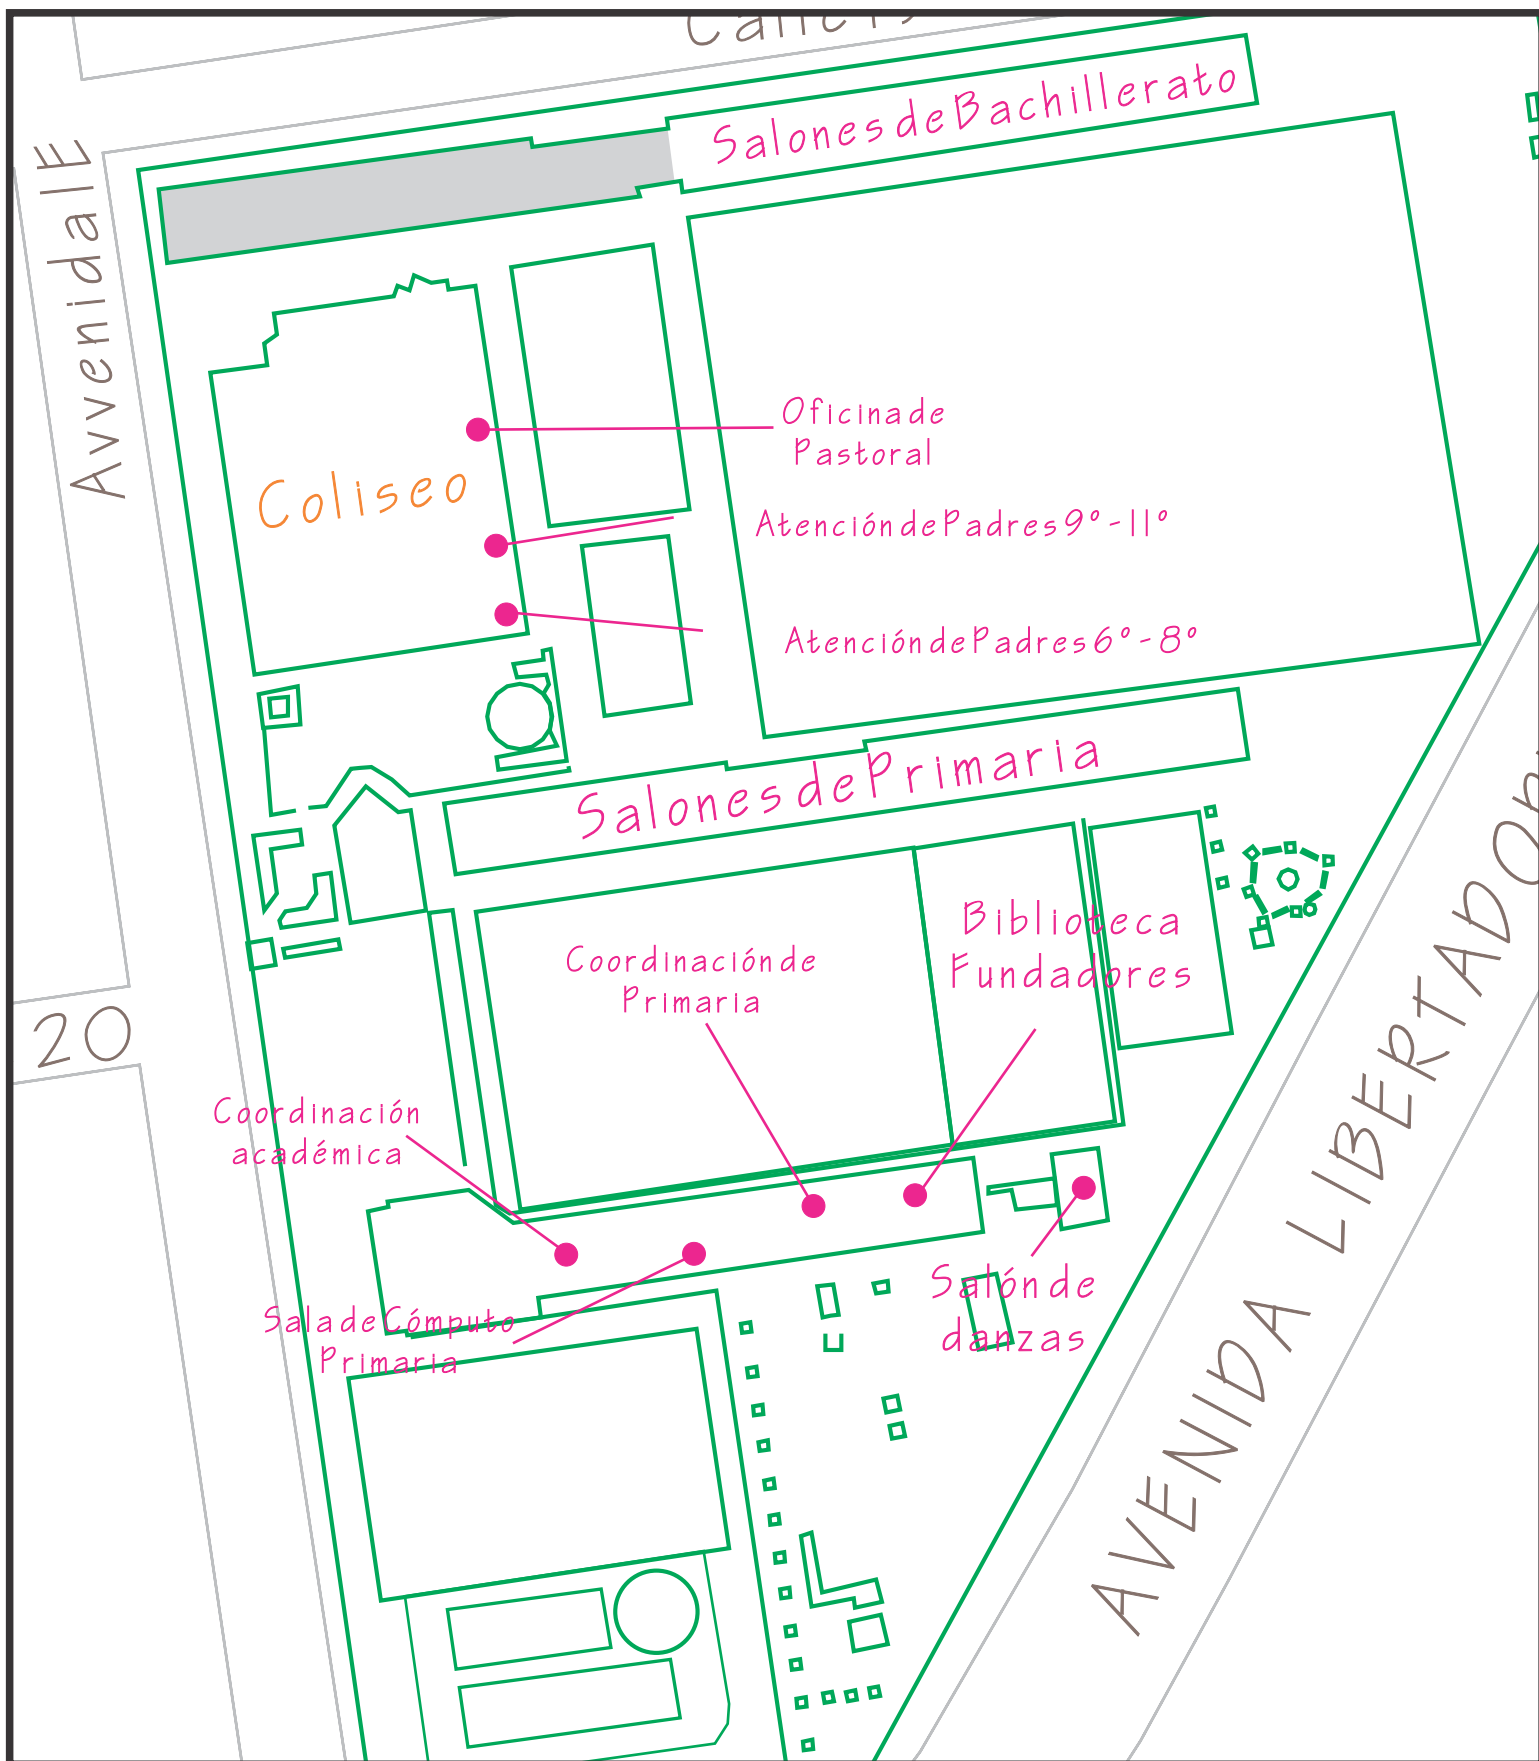 Salones de Bachillerato
Avvenida1E
Oficina de
Pastoral
Coliseo
Atención de Padres 9° - 11°
Atención de Padres 6° - 8°
Salones de Primaria
Biblioteca
Fundadores
Coordinación de
Primaria
20
Coordinación
académica
Salón de
danzas
Sala de Cómputo
Primaria
AVENIDA LIBERTADOR